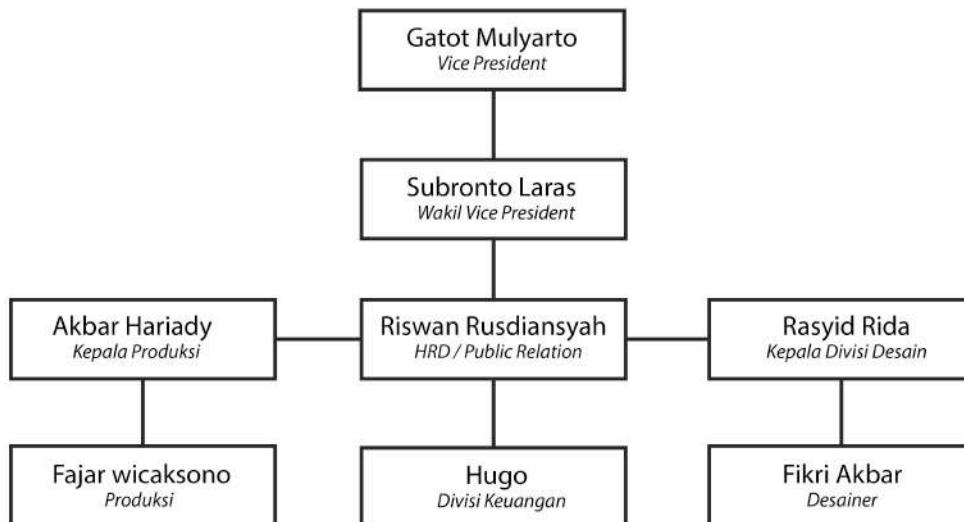 Gatot Mulyarto
Vice President
Subronto Laras
Wakil Vice President
Akbar Hariady
Kepala Produksi
Riswan Rusdiansyah
HRD / Public Relation
Rasyid Rida
Kepala Divisi Desain
Fajar wicaksono
Produksi
Hugo
Divisi Keuangan
Fikri Akbar
Desainer